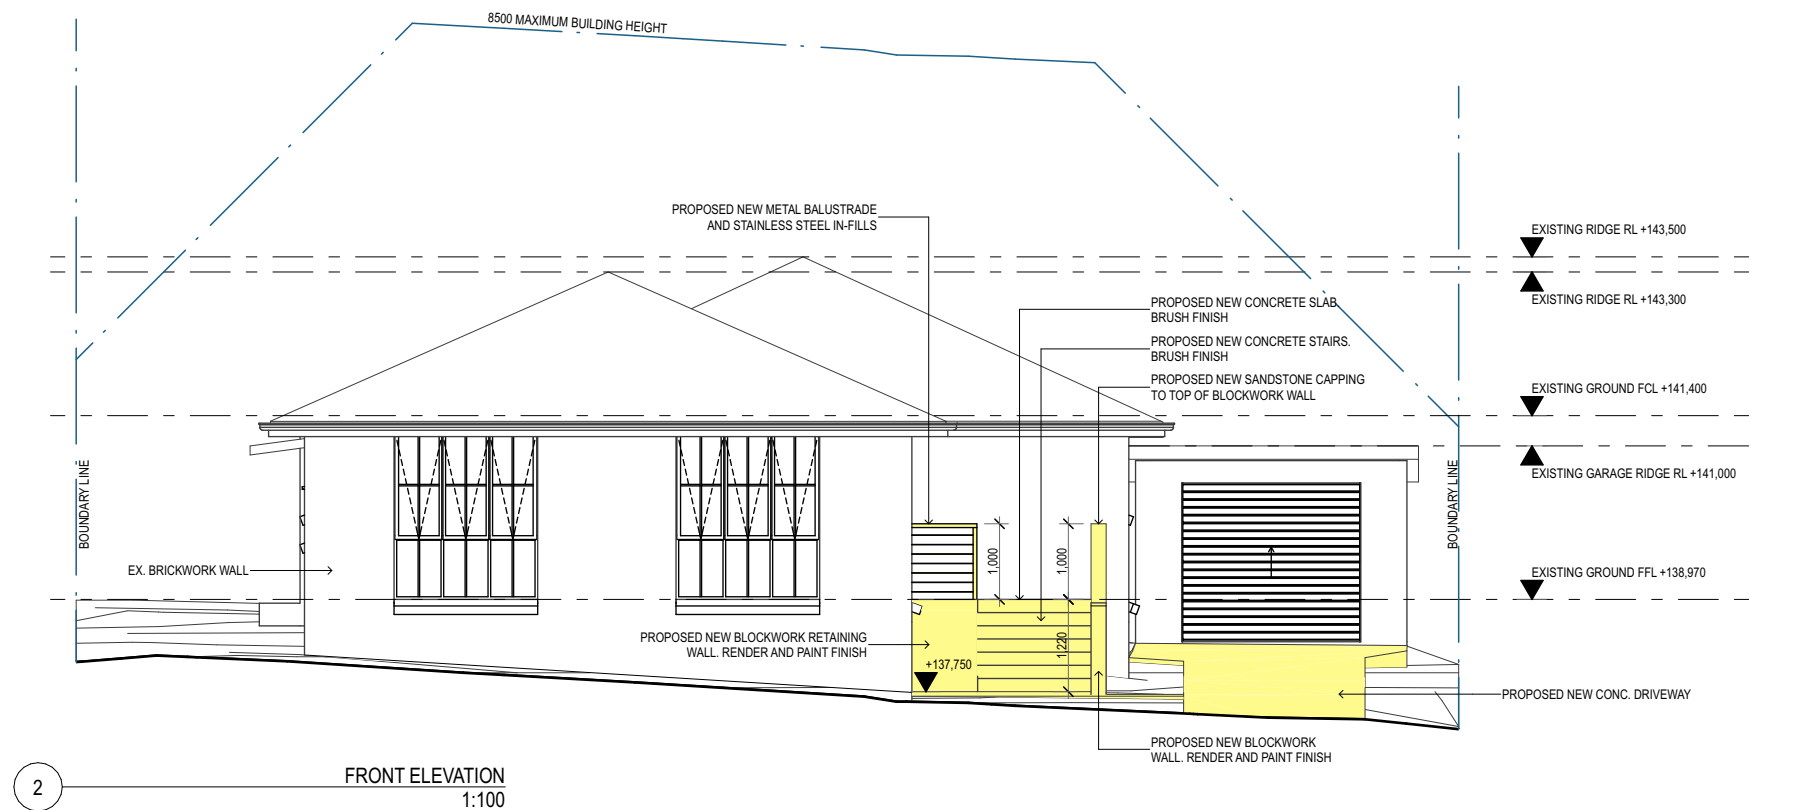 8500 MAXIMUM BUILDING HEIGHT
PROPOSED NEW METAL BALUSTRADE
AND STAINLESS STEEL IN-FILLS
EXISTING RIDGE RL +143,500
EXISTING RIDGE RL +143,300
PROPOSED NEW CONCRETE SLAB
BRUSH FINISH
PROPOSED NEW CONCRETE STAIRS.
BRUSH FINISH
PROPOSED NEW SANDSTONE CAPPING
TO TOP OF BLOCKWORK WALL
EXISTING GROUND FCL +141,400
EXISTING GARAGE RIDGE RL +141,000
BOUNDARY LINE
BOUNDARY LINE
EX. BRICKWORK WALL
1,000
1,000
EXISTING GROUND FFL +138,970
PROPOSED NEW BLOCKWORK RETAINING
WALL. RENDER AND PAINT FINISH
1,220
+137,750
PROPOSED NEW CONC. DRIVEWAY
PROPOSED NEW BLOCKWORK
WALL. RENDER AND PAINT FINISH
2
FRONT ELEVATION
1:100